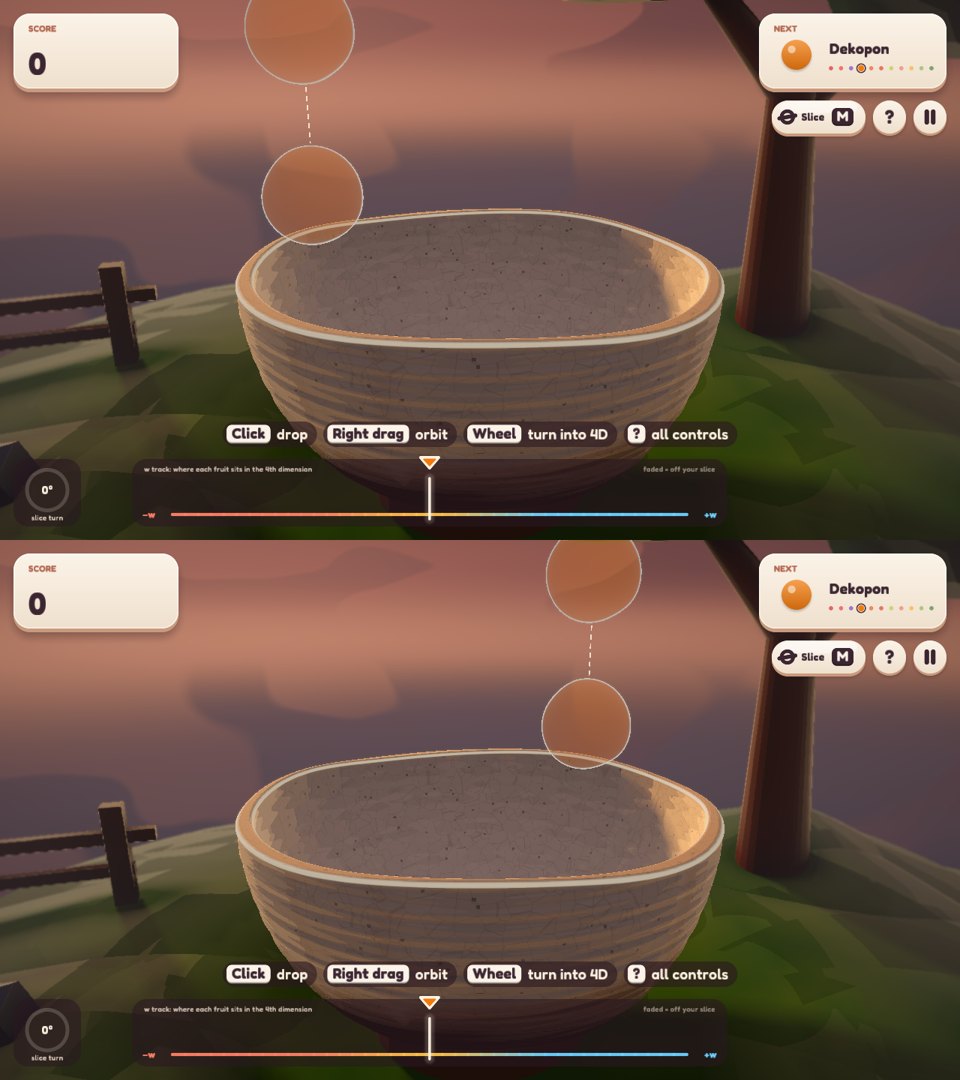 SCORE
0
NEXT
Dekopon
Slice M ?
Click drop Right drag orbit Wheel turn into 4D ? all controls
w track: where each fruit sits in the 4th dimension
faded = off your slice
0°
slice turn
-w
+w
SCORE
0
NEXT
Dekopon
Slice M ?
Click drop Right drag orbit Wheel turn into 4D ? all controls
w track: where each fruit sits in the 4th dimension
faded = off your slice
0°
slice turn
-w
+w